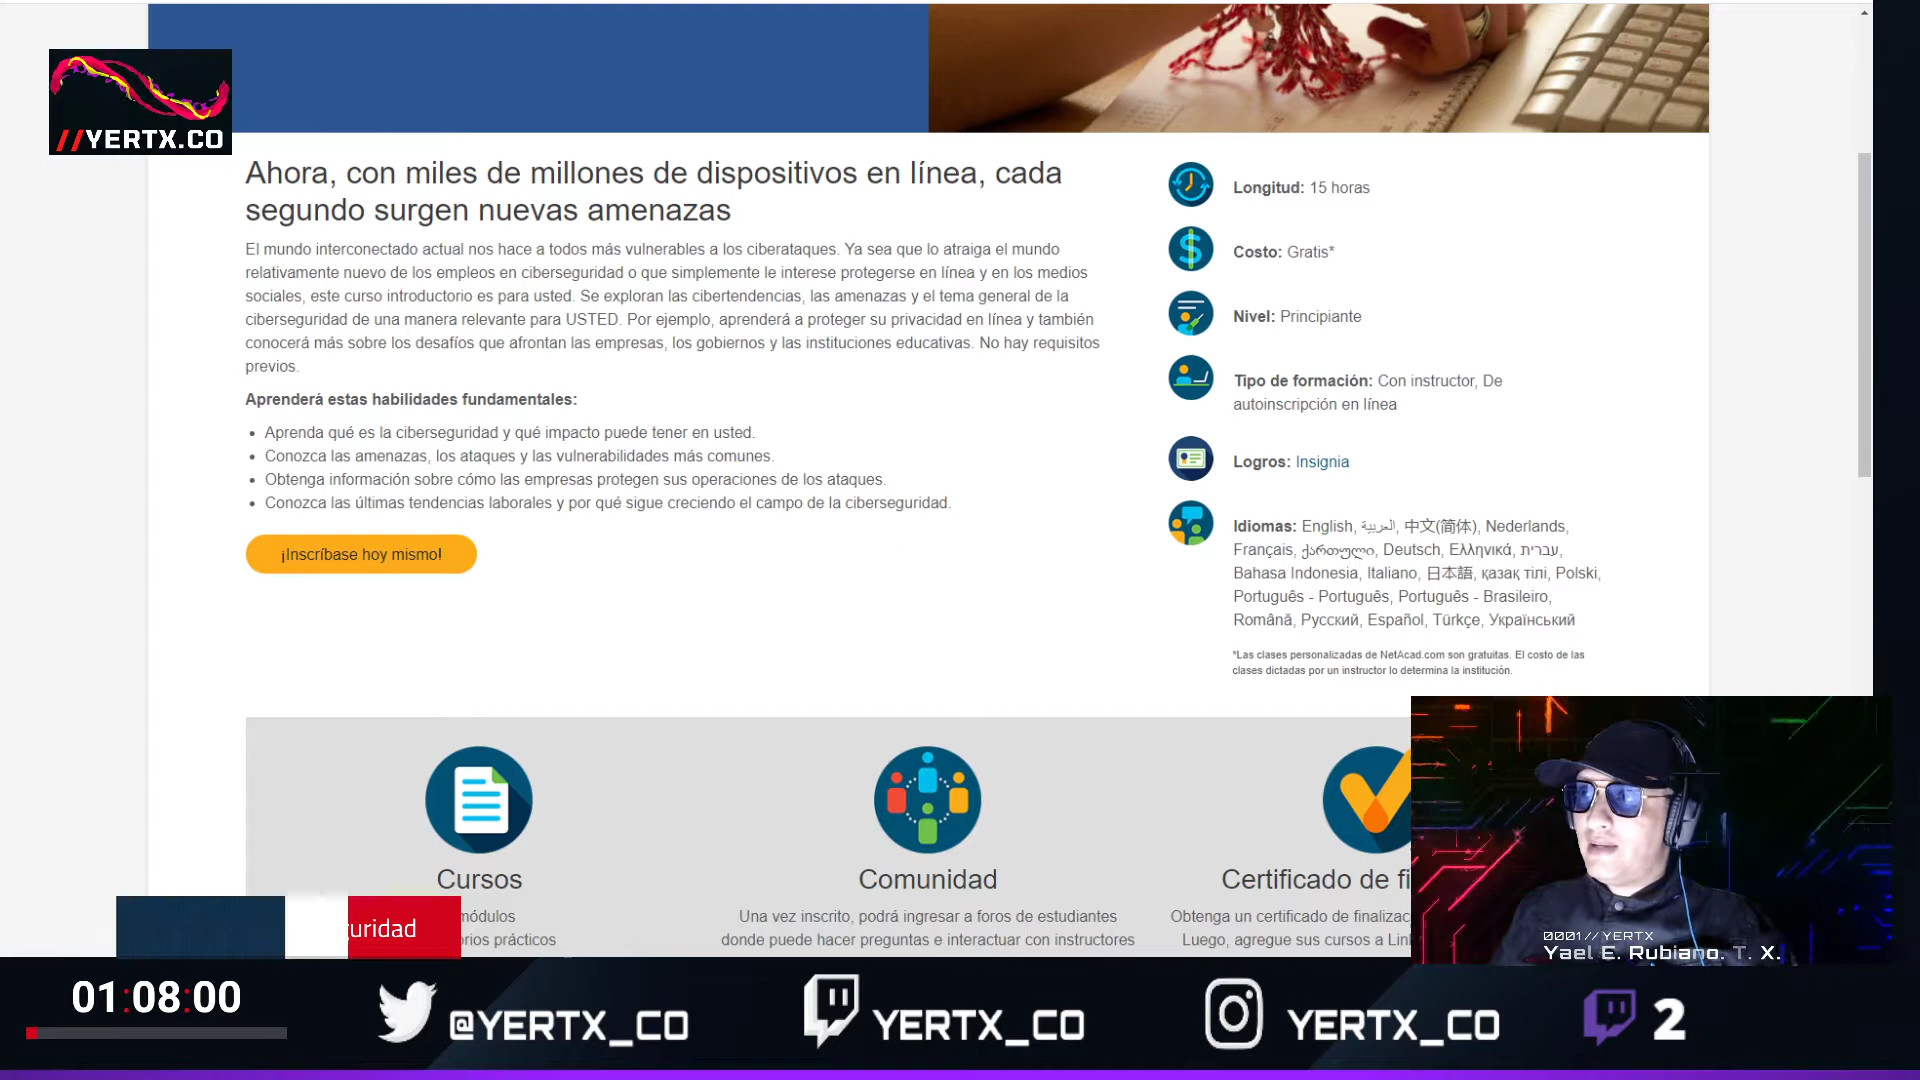 //YERTX.CO
Ahora, con miles de millones de dispositivos en línea, cada
segundo surgen nuevas amenazas
El mundo interconectado actual nos hace a todos más vulnerables a los ciberataques. Ya sea que lo atraiga el mundo
relativamente nuevo de los empleos en ciberseguridad o que simplemente le interese protegerse en línea y en los medios
sociales, este curso introductorio es para usted. Se exploran las cibertendencias, las amenazas y el tema general de la
ciberseguridad de una manera relevante para USTED. Por ejemplo, aprenderá a proteger su privacidad en línea y también
conocerá más sobre los desafíos que afrontan las empresas, los gobiernos y las instituciones educativas. No hay requisitos
previos.
Aprenderá estas habilidades fundamentales:
• Aprenda qué es la ciberseguridad y qué impacto puede tener en usted.
• Conozca las amenazas, los ataques y las vulnerabilidades más comunes.
• Obtenga información sobre cómo las empresas protegen sus operaciones de los ataques.
• Conozca las últimas tendencias laborales y por qué sigue creciendo el campo de la ciberseguridad.
¡Inscríbase hoy mismo!
Longitud: 15 horas
Costo: Gratis*
Nivel: Principiante
Tipo de formación: Con instructor, De
autoinscripción en línea
Logros: Insignia
Idiomas: English, العربية, 中文(简体), Nederlands,
Français, ქართული, Deutsch, Ελληνικά, עברית,
Bahasa Indonesia, Italiano, 日本語, қазақ тілі, Polski,
Português - Português, Português - Brasileiro,
Română, Русский, Español, Türkçe, Український
*Las clases personalizadas de NetAcad.com son gratuitas. El costo de las
clases dictadas por un instructor lo determina la institución.
Cursos
módulos
orios prácticos
Comunidad
Una vez inscrito, podrá ingresar a foros de estudiantes
donde puede hacer preguntas e interactuar con instructores
Certificado de fi
Obtenga un certificado de finalizac
Luego, agregue sus cursos a Lin
uridad
0001//YERTX
Yael E. Rubiano. T. X.
01:08:00
@YERTX_CO
YERTX_CO
YERTX_CO
2